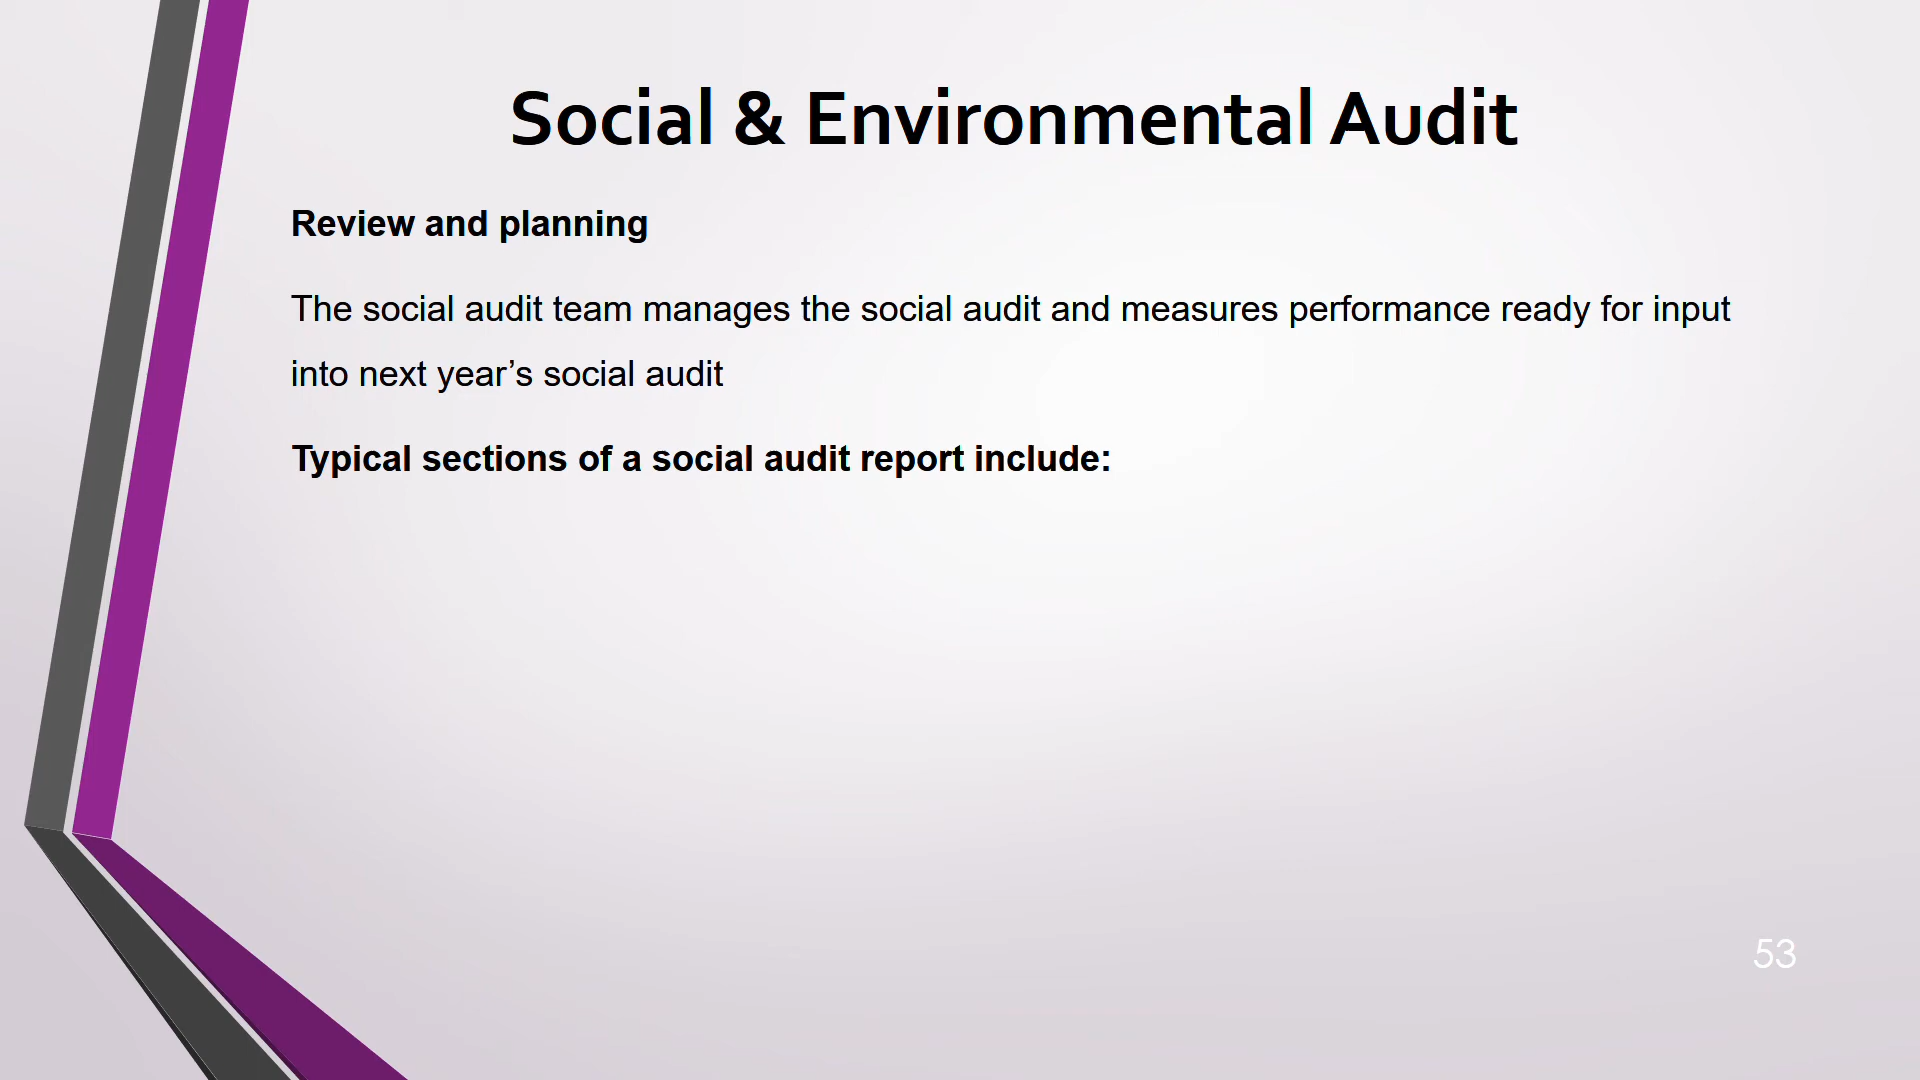 Social & Environmental Audit
Review and planning
The social audit team manages the social audit and measures performance ready for input
into next year’s social audit
Typical sections of a social audit report include:
53